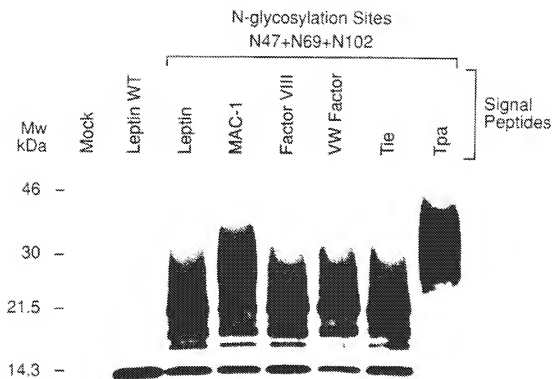 N-glycosylation Sites
N47+N69+N102
Mw
kDa
Mock
Leptin WT
Leptin
MAC-1
Factor VIII
VW Factor
Tie
Tpa
Signal
Peptides
46 –
30 –
21.5 –
14.3 –